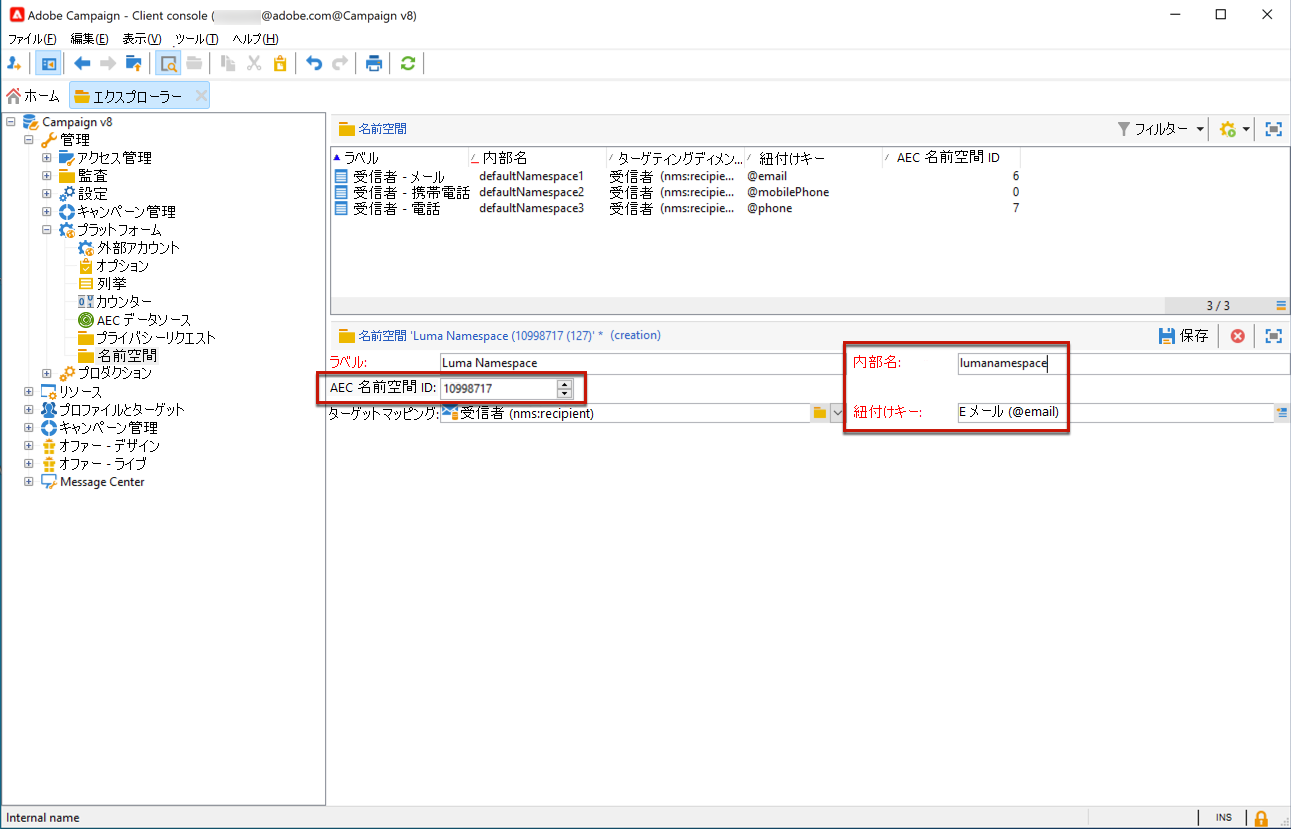 Adobe Campaign - Client console ( @adobe.com@Campaign v8)
ファイル(F) 編集(E) 表示(V) ツール(T) ヘルプ(H)
ホーム エクスプローラー
Campaign v8
管理
アクセス管理
監査
設定
キャンペーン管理
プラットフォーム
外部アカウント
オプション
列挙
カウンター
AEC データソース
プライバシーリクエスト
名前空間
プロダクション
リソース
プロファイルとターゲット
キャンペーン管理
オファー - デザイン
オファー - ライブ
Message Center
名前空間 フィルター
ラベル 内部名 ターゲティングディメン... 紐付けキー AEC 名前空間 ID
受信者 - メール defaultNamespace1 受信者 (nms:recipie... @email 6
受信者 - 携帯電話 defaultNamespace2 受信者 (nms:recipie... @mobilePhone 0
受信者 - 電話 defaultNamespace3 受信者 (nms:recipie... @phone 7
3 / 3
名前空間 'Luma Namespace (10998717 (127)' * (creation) 保存
ラベル: Luma Namespace 内部名: lumanamespace
AEC 名前空間 ID: 10998717
ターゲットマッピング: 受信者 (nms:recipient) 紐付けキー: E メール (@email)
Internal name INS